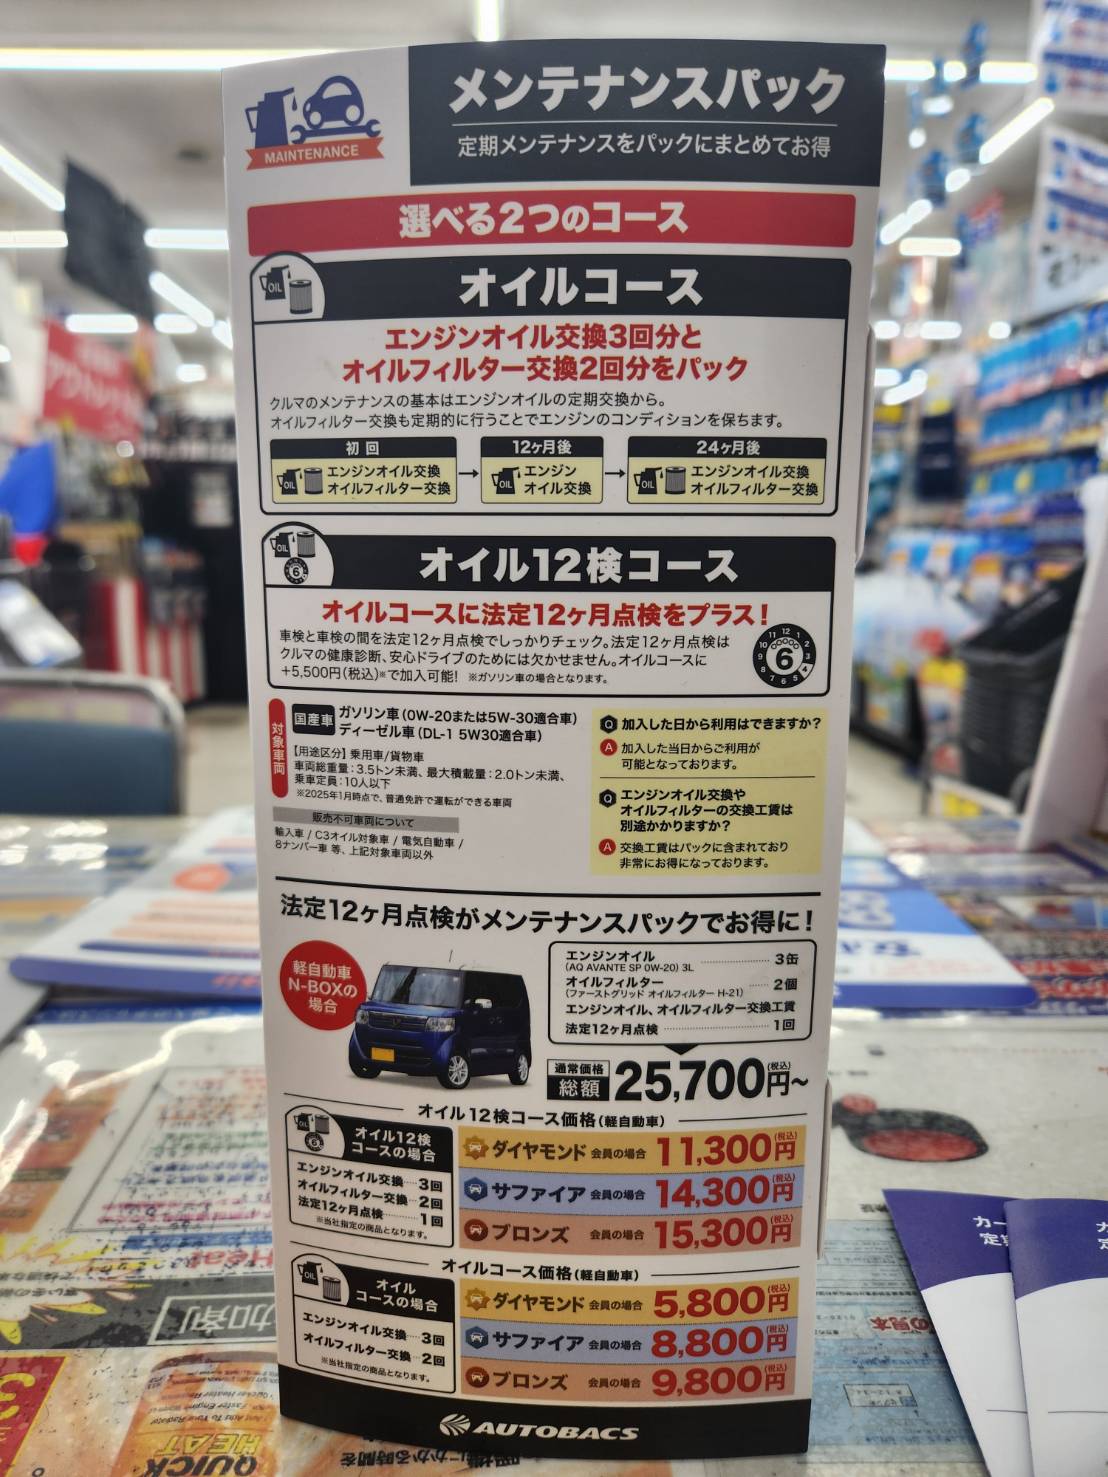 MAINTENANCE
メンテナンスパック
定期メンテナンスをパックにまとめてお得
選べる2つのコース
OIL
オイルコース
エンジンオイル交換3回分と
オイルフィルター交換2回分をパック
クルマのメンテナンスの基本はエンジンオイルの定期交換から。
オイルフィルター交換も定期的に行うことでエンジンのコンディションを保ちます。
初回
OIL
エンジンオイル交換
オイルフィルター交換
12ヶ月後
OIL
エンジン
オイル交換
24ヶ月後
OIL
エンジンオイル交換
オイルフィルター交換
OIL
6
オイル12検コース
オイルコースに法定12ヶ月点検をプラス!
車検と車検の間を法定12ヶ月点検でしっかりチェック。法定12ヶ月点検は
クルマの健康診断、安心ドライブのためには欠かせません。オイルコースに
+5,500円(税込)※で加入可能! ※ガソリン車の場合となります。
6
対象車両
国産車
ガソリン車(0W-20または5W-30適合車)
ディーゼル車(DL-1 5W30適合車)
【用途区分】乗用車/貨物車
車両総重量:3.5トン未満、最大積載量:2.0トン未満、
乗車定員:10人以下
※2025年1月時点で、普通免許で運転ができる車両
販売不可車両について
輸入車 / C3オイル対象車 / 電気自動車 /
8ナンバー車 等、上記対象車両以外
Q 加入した日から利用はできますか?
A 加入した当日からご利用が
可能となっております。
Q エンジンオイル交換や
オイルフィルターの交換工賃は
別途かかりますか?
A 交換工賃はパックに含まれており
非常にお得になっております。
法定12ヶ月点検がメンテナンスパックでお得に!
軽自動車
N-BOXの
場合
エンジンオイル 3缶
(AQ AVANTE SP 0W-20) 3L
オイルフィルター 2個
(ファーストグリッド オイルフィルター H-21)
エンジンオイル、オイルフィルター交換工賃
法定12ヶ月点検 1回
通常価格
総額
25,700円(税込)~
オイル12検コース価格(軽自動車)
オイル12検
コースの場合
エンジンオイル交換 3回
オイルフィルター交換 2回
法定12ヶ月点検 1回
※当社指定の商品となります。
ダイヤモンド 会員の場合 11,300円(税込)
サファイア 会員の場合 14,300円(税込)
ブロンズ 会員の場合 15,300円(税込)
オイルコース価格(軽自動車)
OIL
オイル
コースの場合
エンジンオイル交換 3回
オイルフィルター交換 2回
※当社指定の商品となります。
ダイヤモンド 会員の場合 5,800円(税込)
サファイア 会員の場合 8,800円(税込)
ブロンズ 会員の場合 9,800円(税込)
AUTOBACS